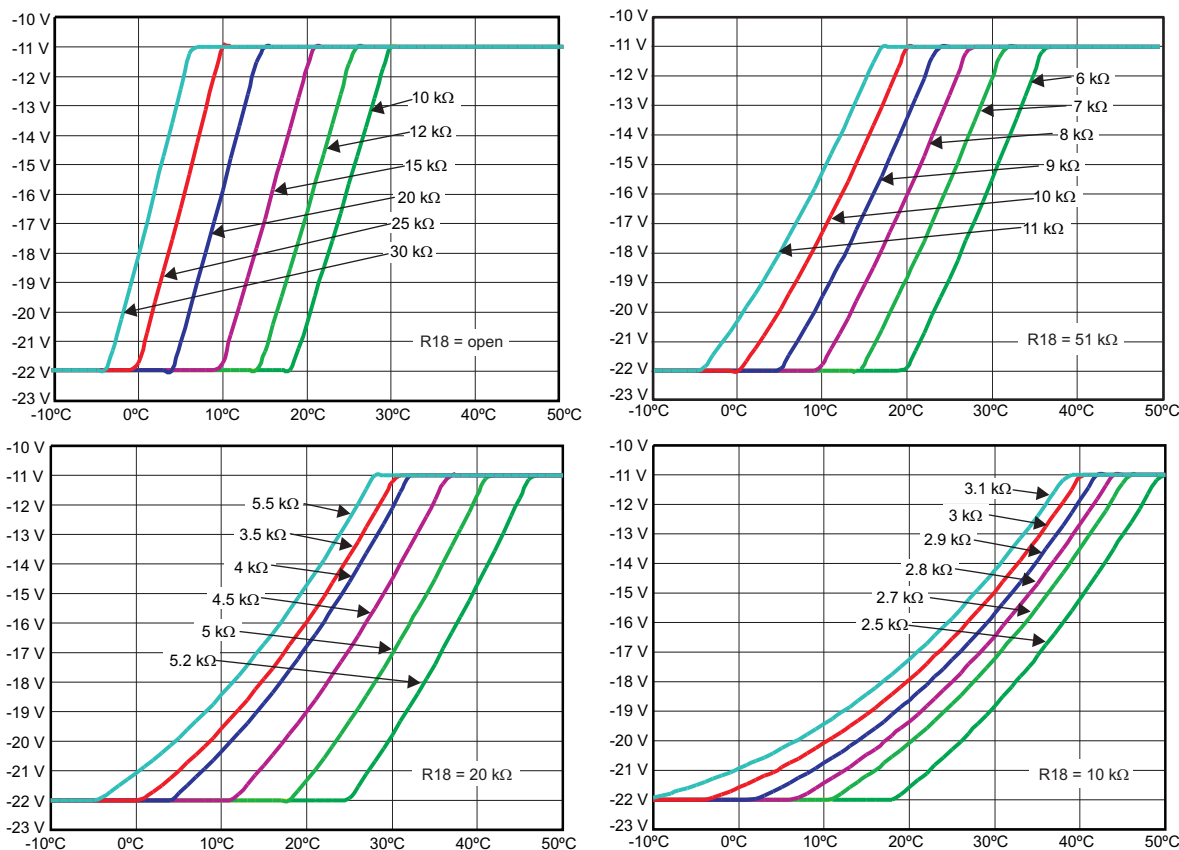 -10 V
-11 V
-12 V
-13 V
-14 V
-15 V
-16 V
-17 V
-18 V
-19 V
-20 V
-21 V
-22 V
-23 V
-10ºC
0ºC
10ºC
20ºC
30ºC
40ºC
50ºC
10 kΩ
12 kΩ
15 kΩ
20 kΩ
25 kΩ
30 kΩ
R18 = open
-10 V
-11 V
-12 V
-13 V
-14 V
-15 V
-16 V
-17 V
-18 V
-19 V
-20 V
-21 V
-22 V
-23 V
-10ºC
0ºC
10ºC
20ºC
30ºC
40ºC
50ºC
6 kΩ
7 kΩ
8 kΩ
9 kΩ
10 kΩ
11 kΩ
R18 = 51 kΩ
-10 V
-11 V
-12 V
-13 V
-14 V
-15 V
-16 V
-17 V
-18 V
-19 V
-20 V
-21 V
-22 V
-23 V
-10ºC
0ºC
10ºC
20ºC
30ºC
40ºC
50ºC
5.5 kΩ
3.5 kΩ
4 kΩ
4.5 kΩ
5 kΩ
5.2 kΩ
R18 = 20 kΩ
-10 V
-11 V
-12 V
-13 V
-14 V
-15 V
-16 V
-17 V
-18 V
-19 V
-20 V
-21 V
-22 V
-23 V
-10ºC
0ºC
10ºC
20ºC
30ºC
40ºC
50ºC
3.1 kΩ
3 kΩ
2.9 kΩ
2.8 kΩ
2.7 kΩ
2.5 kΩ
R18 = 10 kΩ